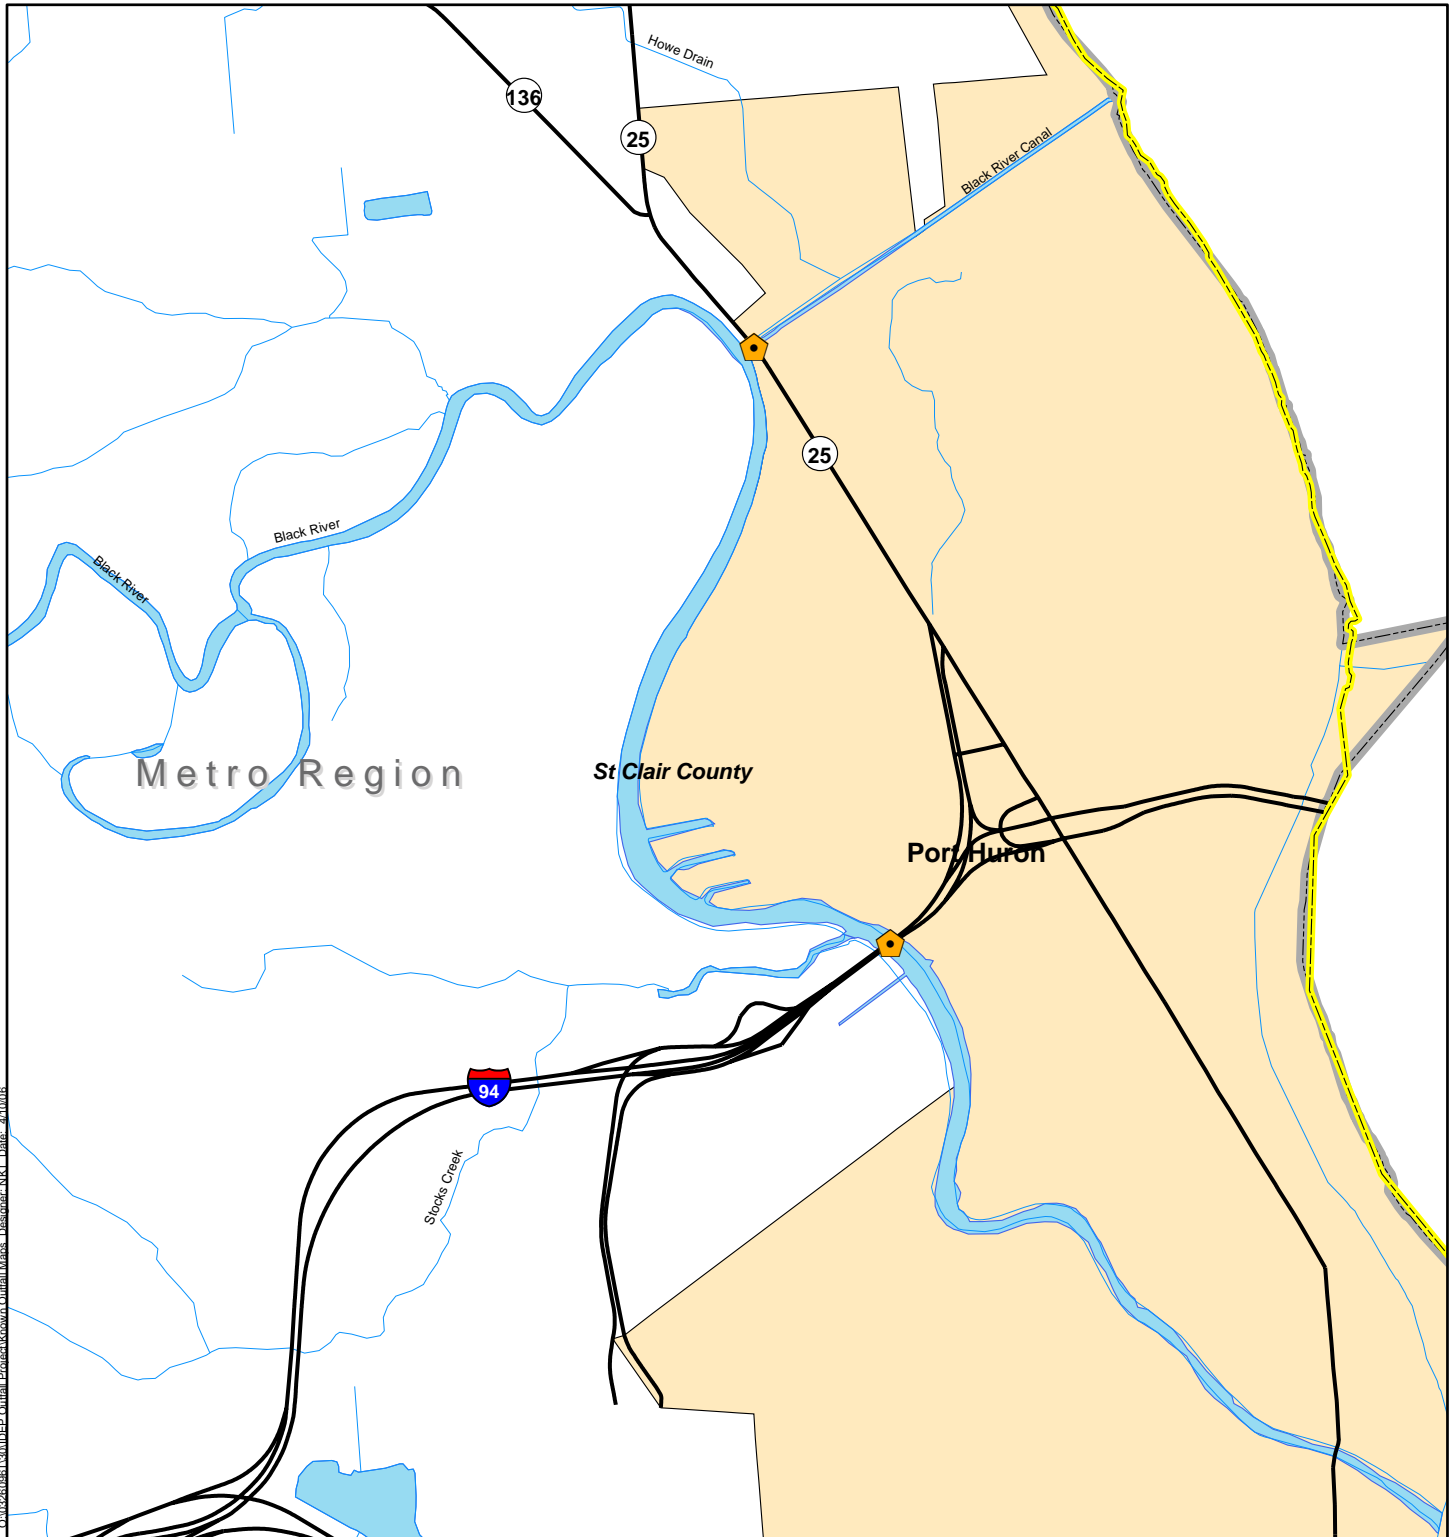 Howe Drain
136
25
Black River Canal
25
Black River
Black River
Metro Region
St Clair County
Port Huron
94
Stocks Creek